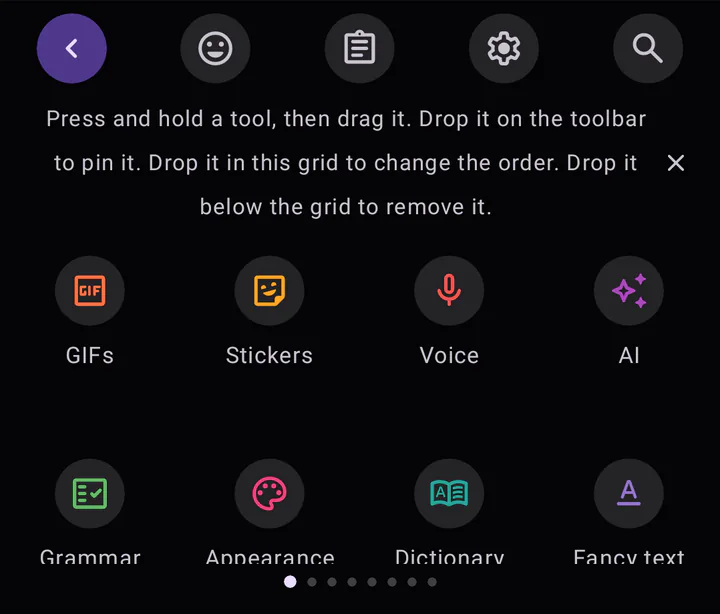 Press and hold a tool, then drag it. Drop it on the toolbar
to pin it. Drop it in this grid to change the order. Drop it
below the grid to remove it.
GIF
GIFs Stickers Voice AI
A A
Grammar Appearance Dictionary Fancy text